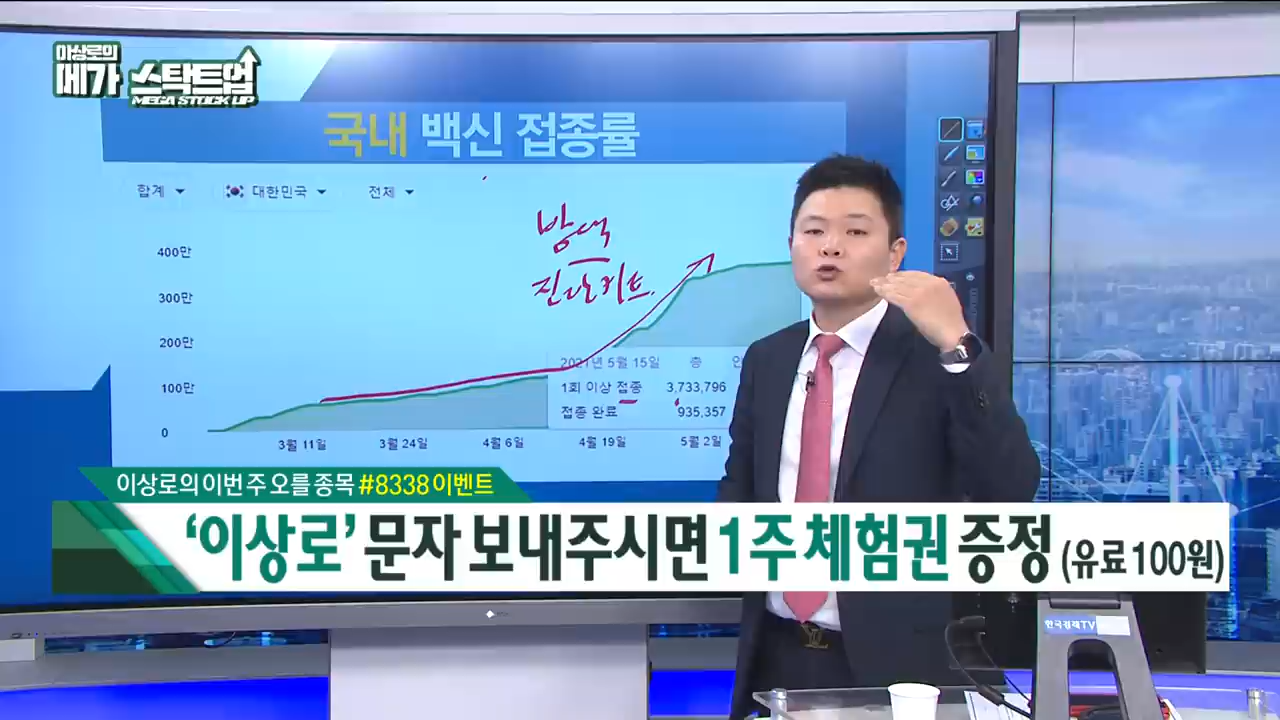 이상로의
메가 스탁트업
MEGA STOCK UP
국내 백신 접종률
합계
대한민국
전체
백신
진단키트
400만
300만
200만
100만
0
2021년 5월 15일
총
인
1회 이상 접종 3,733,796
접종 완료 935,357
3월 11일
3월 24일
4월 6일
4월 19일
5월 2일
이상로의 이번 주 오를 종목 #8338 이벤트
‘이상로’ 문자 보내주시면 1주 체험권 증정 (유료 100원)
한국경제TV